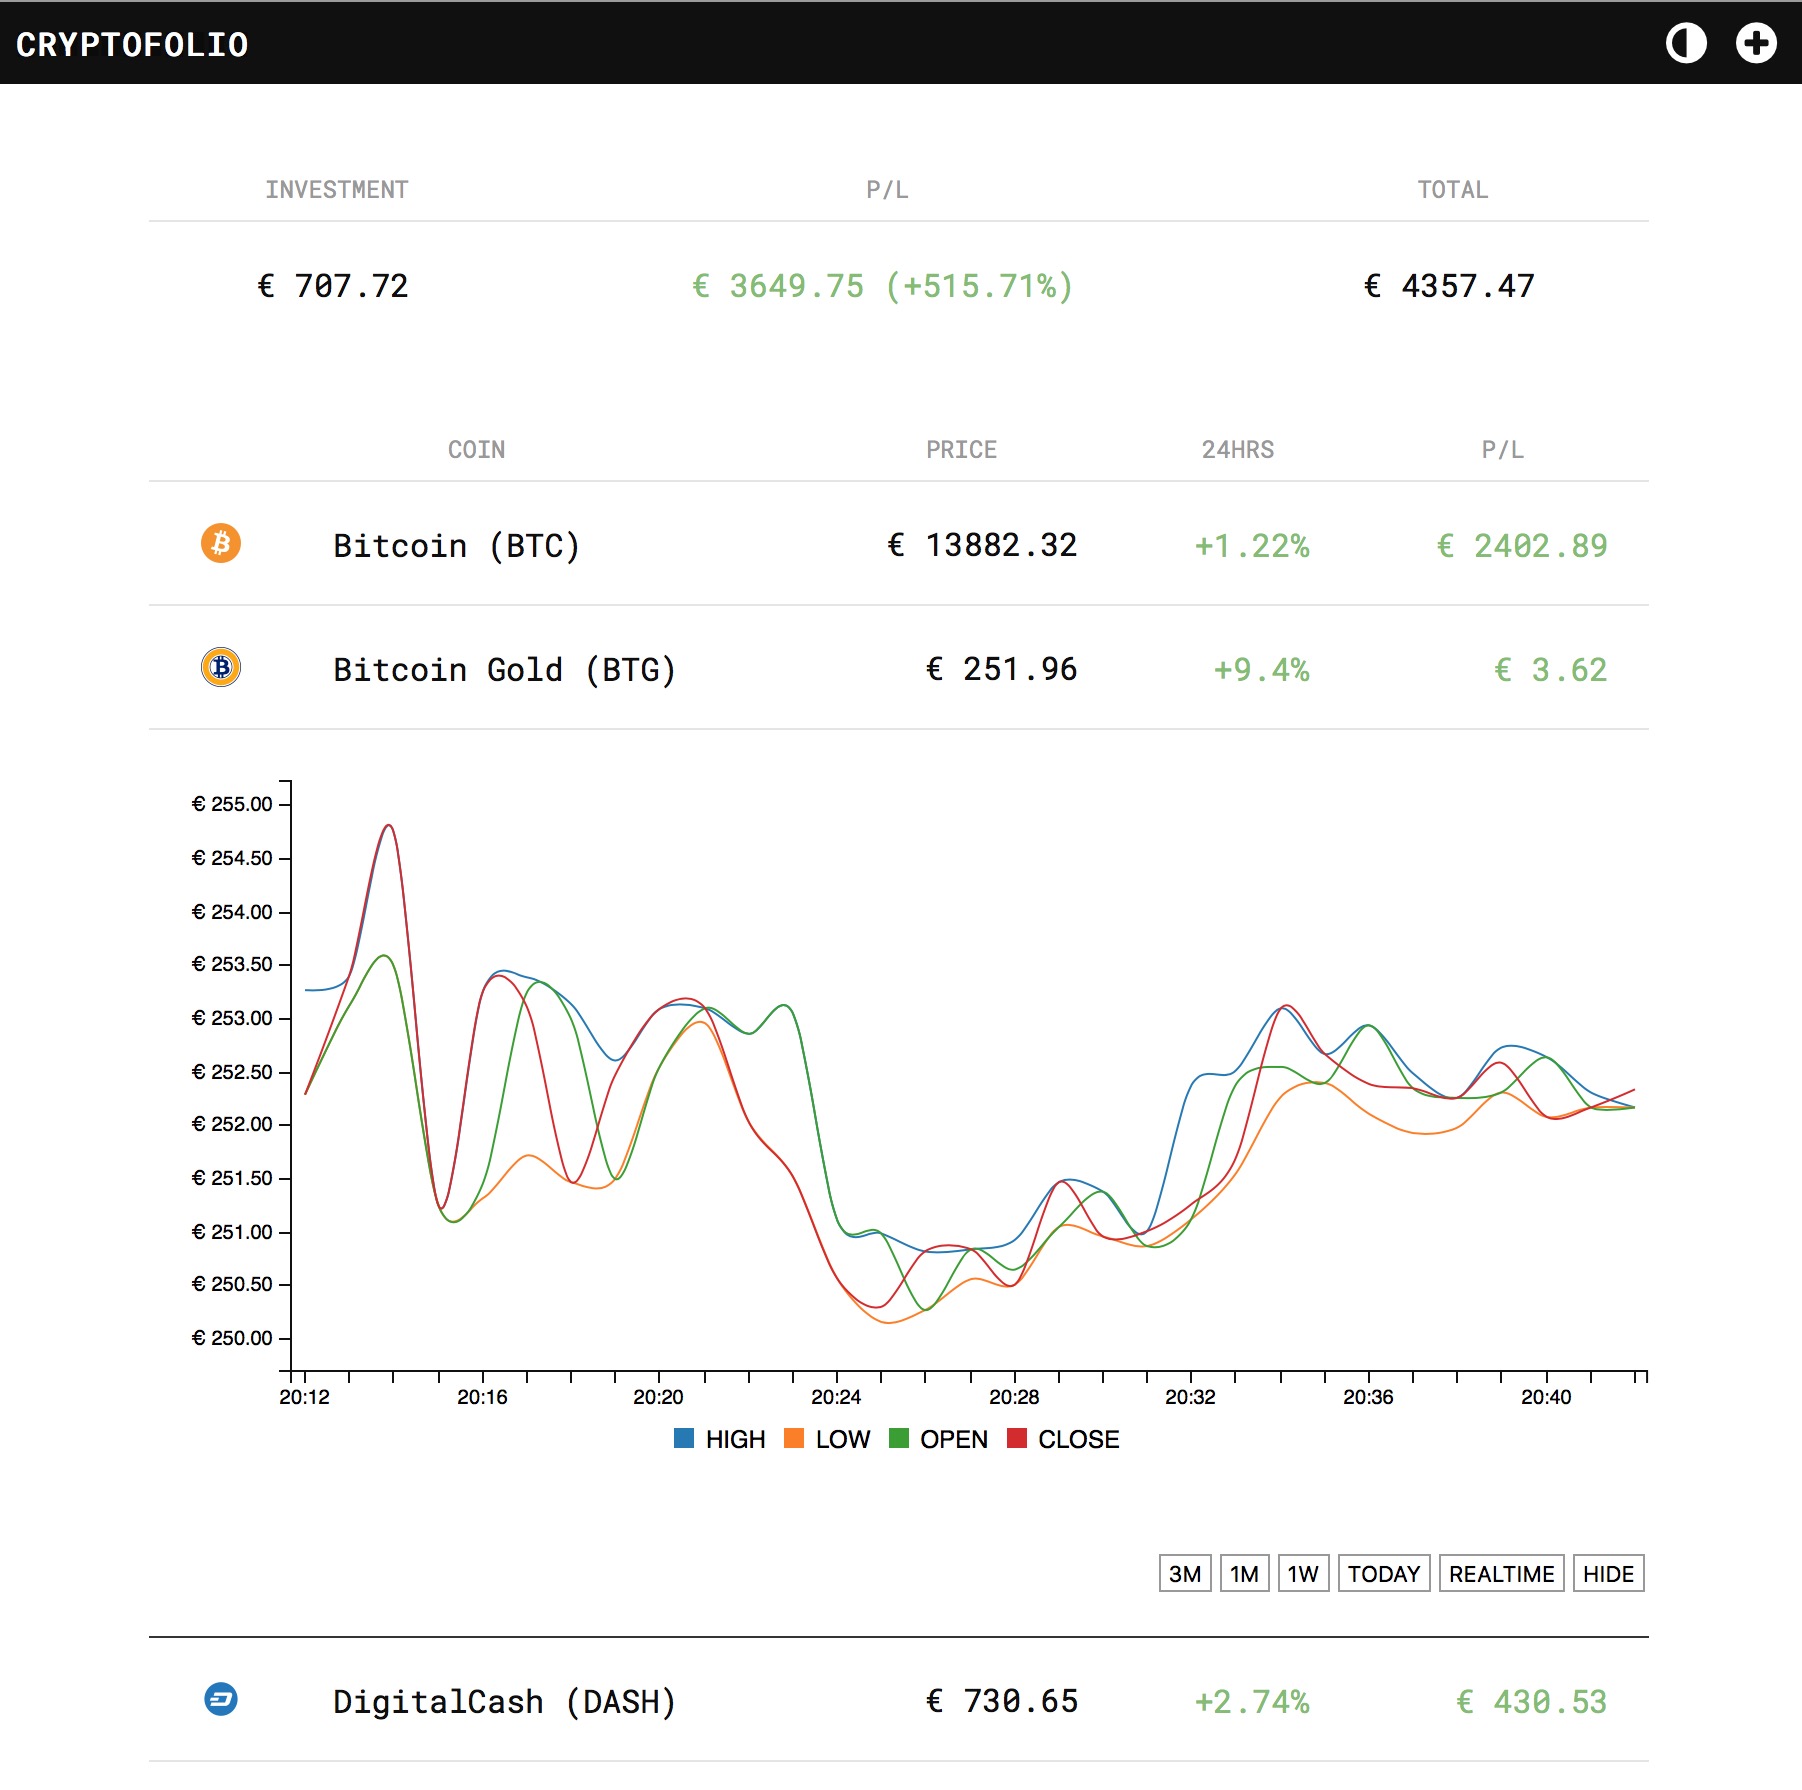 CRYPTOFOLIO
INVESTMENT P/L TOTAL
€ 707.72 € 3649.75 (+515.71%) € 4357.47
COIN PRICE 24HRS P/L
Bitcoin (BTC) € 13882.32 +1.22% € 2402.89
Bitcoin Gold (BTG) € 251.96 +9.4% € 3.62
€ 255.00
€ 254.50
€ 254.00
€ 253.50
€ 253.00
€ 252.50
€ 252.00
€ 251.50
€ 251.00
€ 250.50
€ 250.00
20:12 20:16 20:20 20:24 20:28 20:32 20:36 20:40
HIGH LOW OPEN CLOSE
3M 1M 1W TODAY REALTIME HIDE
DigitalCash (DASH) € 730.65 +2.74% € 430.53